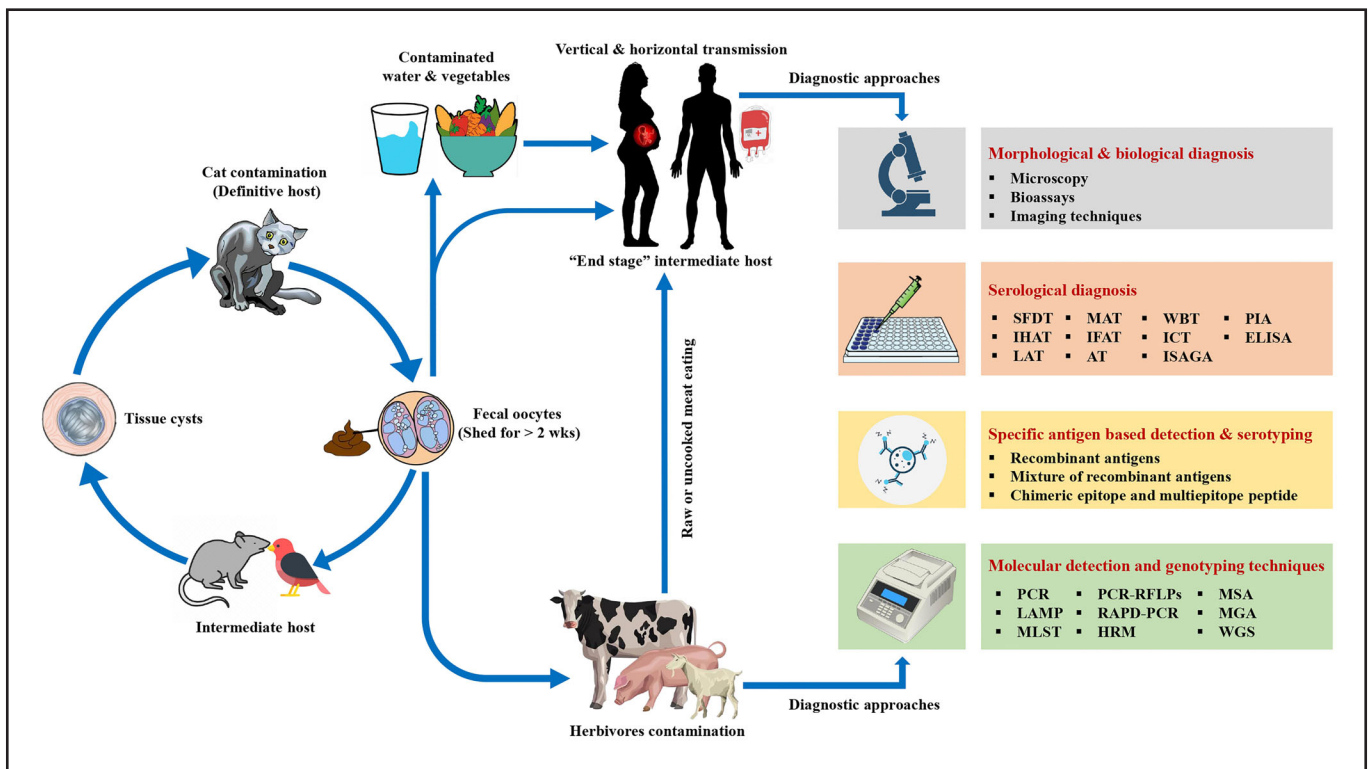 Contaminated
water & vegetables
Vertical & horizontal transmission
Diagnostic approaches
Cat contamination
(Definitive host)
"End stage" intermediate host
Tissue cysts
Fecal oocytes
(Shed for > 2 wks)
Raw or uncooked meat eating
Intermediate host
Herbivores contamination
Diagnostic approaches
Morphological & biological diagnosis
▪ Microscopy
▪ Bioassays
▪ Imaging techniques
Serological diagnosis
▪ SFDT ▪ MAT ▪ WBT ▪ PIA
▪ IHAT ▪ IFAT ▪ ICT ▪ ELISA
▪ LAT ▪ AT ▪ ISAGA
Specific antigen based detection & serotyping
▪ Recombinant antigens
▪ Mixture of recombinant antigens
▪ Chimeric epitope and multiepitope peptide
Molecular detection and genotyping techniques
▪ PCR ▪ PCR-RFLPs ▪ MSA
▪ LAMP ▪ RAPD-PCR ▪ MGA
▪ MLST ▪ HRM ▪ WGS